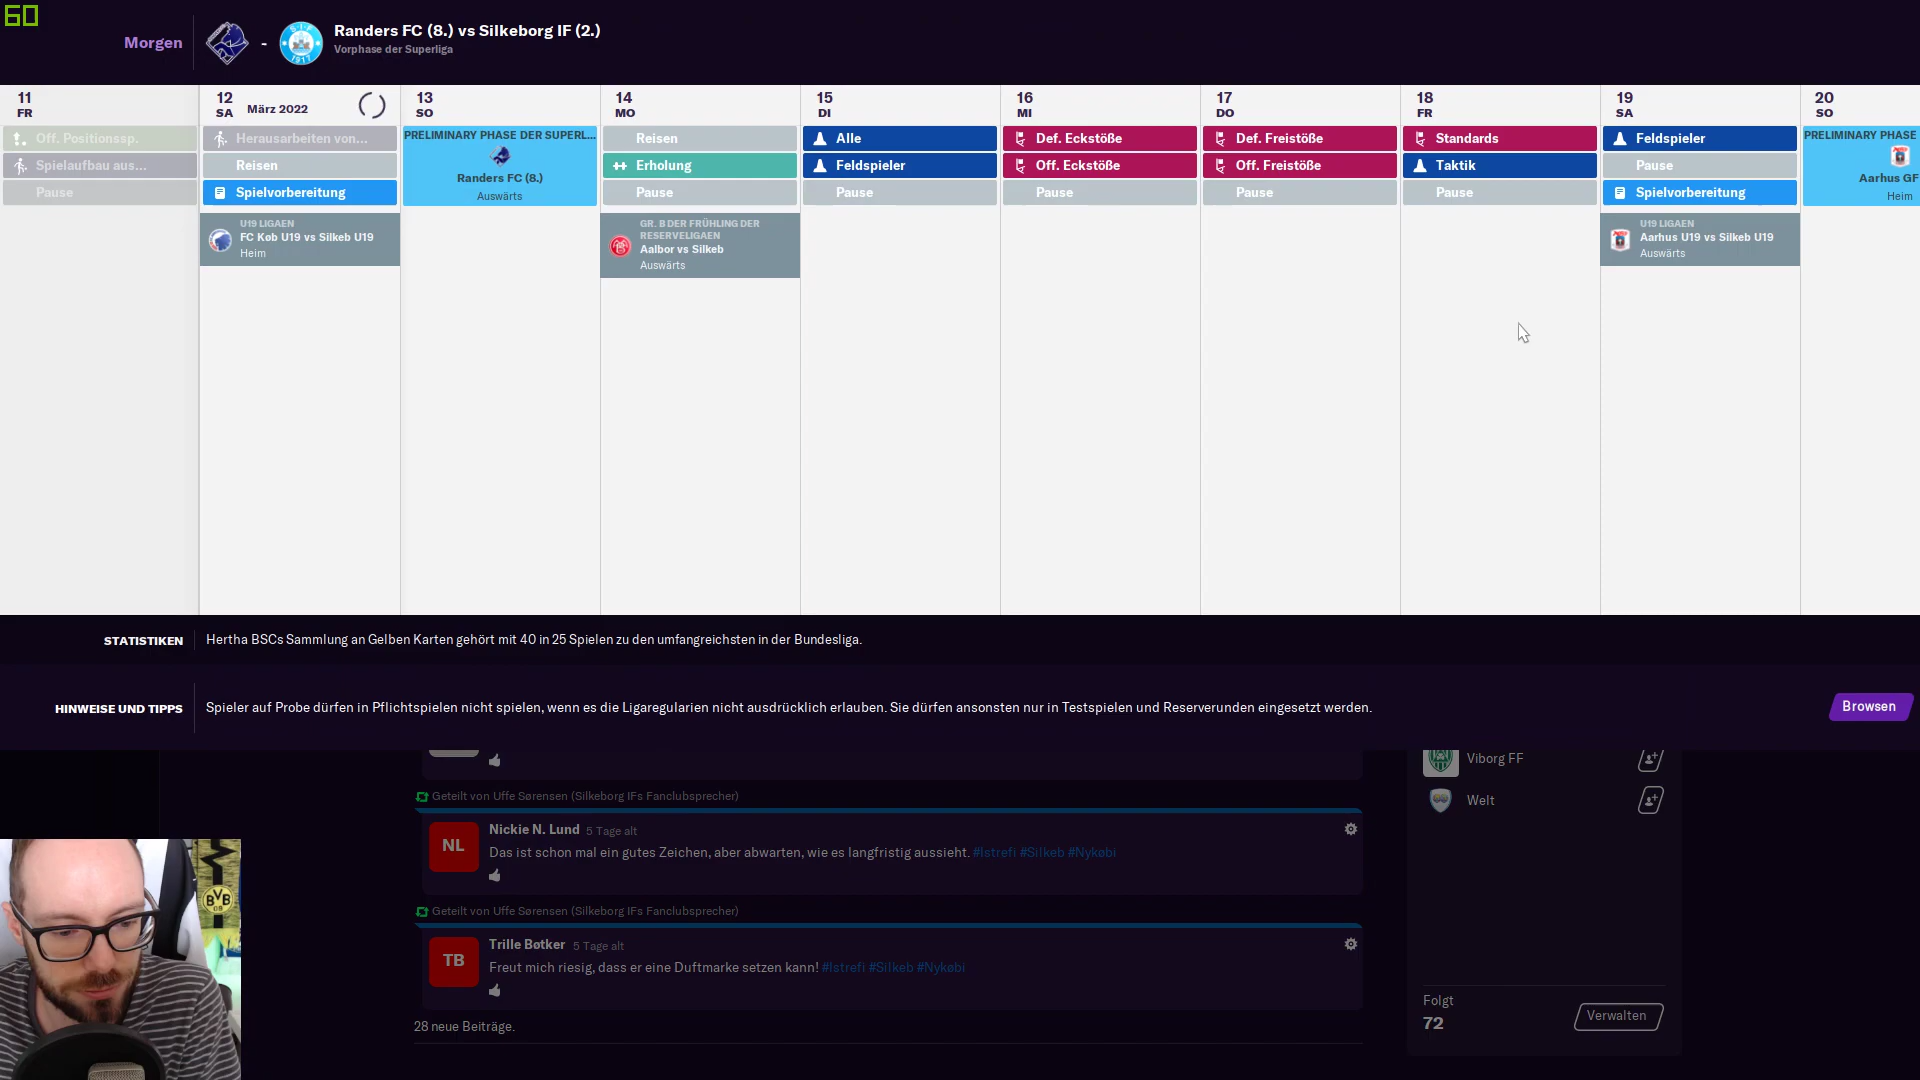 60
Morgen
-
Randers FC (8.) vs Silkeborg IF (2.)
Vorphase der Superliga
11
FR
Off. Positionssp.
Spielaufbau aus...
Pause
12
SA März 2022
Herausarbeiten von...
Reisen
Spielvorbereitung
U19 LIGAEN
FC Køb U19 vs Silkeb U19
Heim
13
SO
PRELIMINARY PHASE DER SUPERL...
Randers FC (8.)
Auswärts
14
MO
Reisen
Erholung
Pause
GR. B DER FRÜHLING DER
RESERVELIGAEN
Aalbor vs Silkeb
Auswärts
15
DI
Alle
Feldspieler
Pause
16
MI
Def. Eckstöße
Off. Eckstöße
Pause
17
DO
Def. Freistöße
Off. Freistöße
Pause
18
FR
Standards
Taktik
Pause
19
SA
Feldspieler
Pause
Spielvorbereitung
U19 LIGAEN
Aarhus U19 vs Silkeb U19
Auswärts
20
SO
PRELIMINARY PHASE
Aarhus GF
Heim
STATISTIKEN
Hertha BSCs Sammlung an Gelben Karten gehört mit 40 in 25 Spielen zu den umfangreichsten in der Bundesliga.
HINWEISE UND TIPPS
Spieler auf Probe dürfen in Pflichtspielen nicht spielen, wenn es die Ligaregularien nicht ausdrücklich erlauben. Sie dürfen ansonsten nur in Testspielen und Reserverunden eingesetzt werden.
Browsen
Viborg FF
Welt
Geteilt von Uffe Sørensen (Silkeborg IFs Fanclubsprecher)
NL
Nickie N. Lund 5 Tage alt
Das ist schon mal ein gutes Zeichen, aber abwarten, wie es langfristig aussieht. #Istrefi #Silkeb #Nykøbi
Geteilt von Uffe Sørensen (Silkeborg IFs Fanclubsprecher)
TB
Trille Bøtker 5 Tage alt
Freut mich riesig, dass er eine Duftmarke setzen kann! #Istrefi #Silkeb #Nykøbi
28 neue Beiträge.
Folgt
72
Verwalten
BVB
09